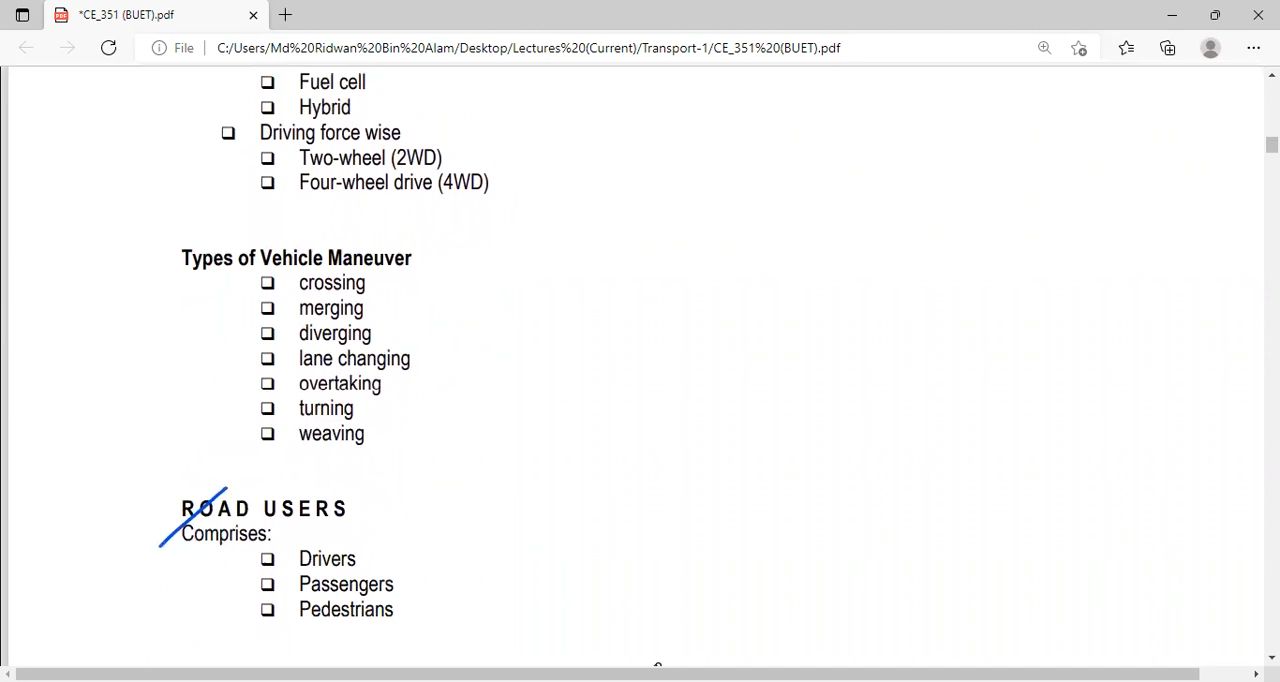 *CE_351 (BUET).pdf
File C:/Users/Md%20Ridwan%20Bin%20Alam/Desktop/Lectures%20(Current)/Transport-1/CE_351%20(BUET).pdf
Fuel cell
Hybrid
Driving force wise
Two-wheel (2WD)
Four-wheel drive (4WD)
Types of Vehicle Maneuver
crossing
merging
diverging
lane changing
overtaking
turning
weaving
ROAD USERS
Comprises:
Drivers
Passengers
Pedestrians